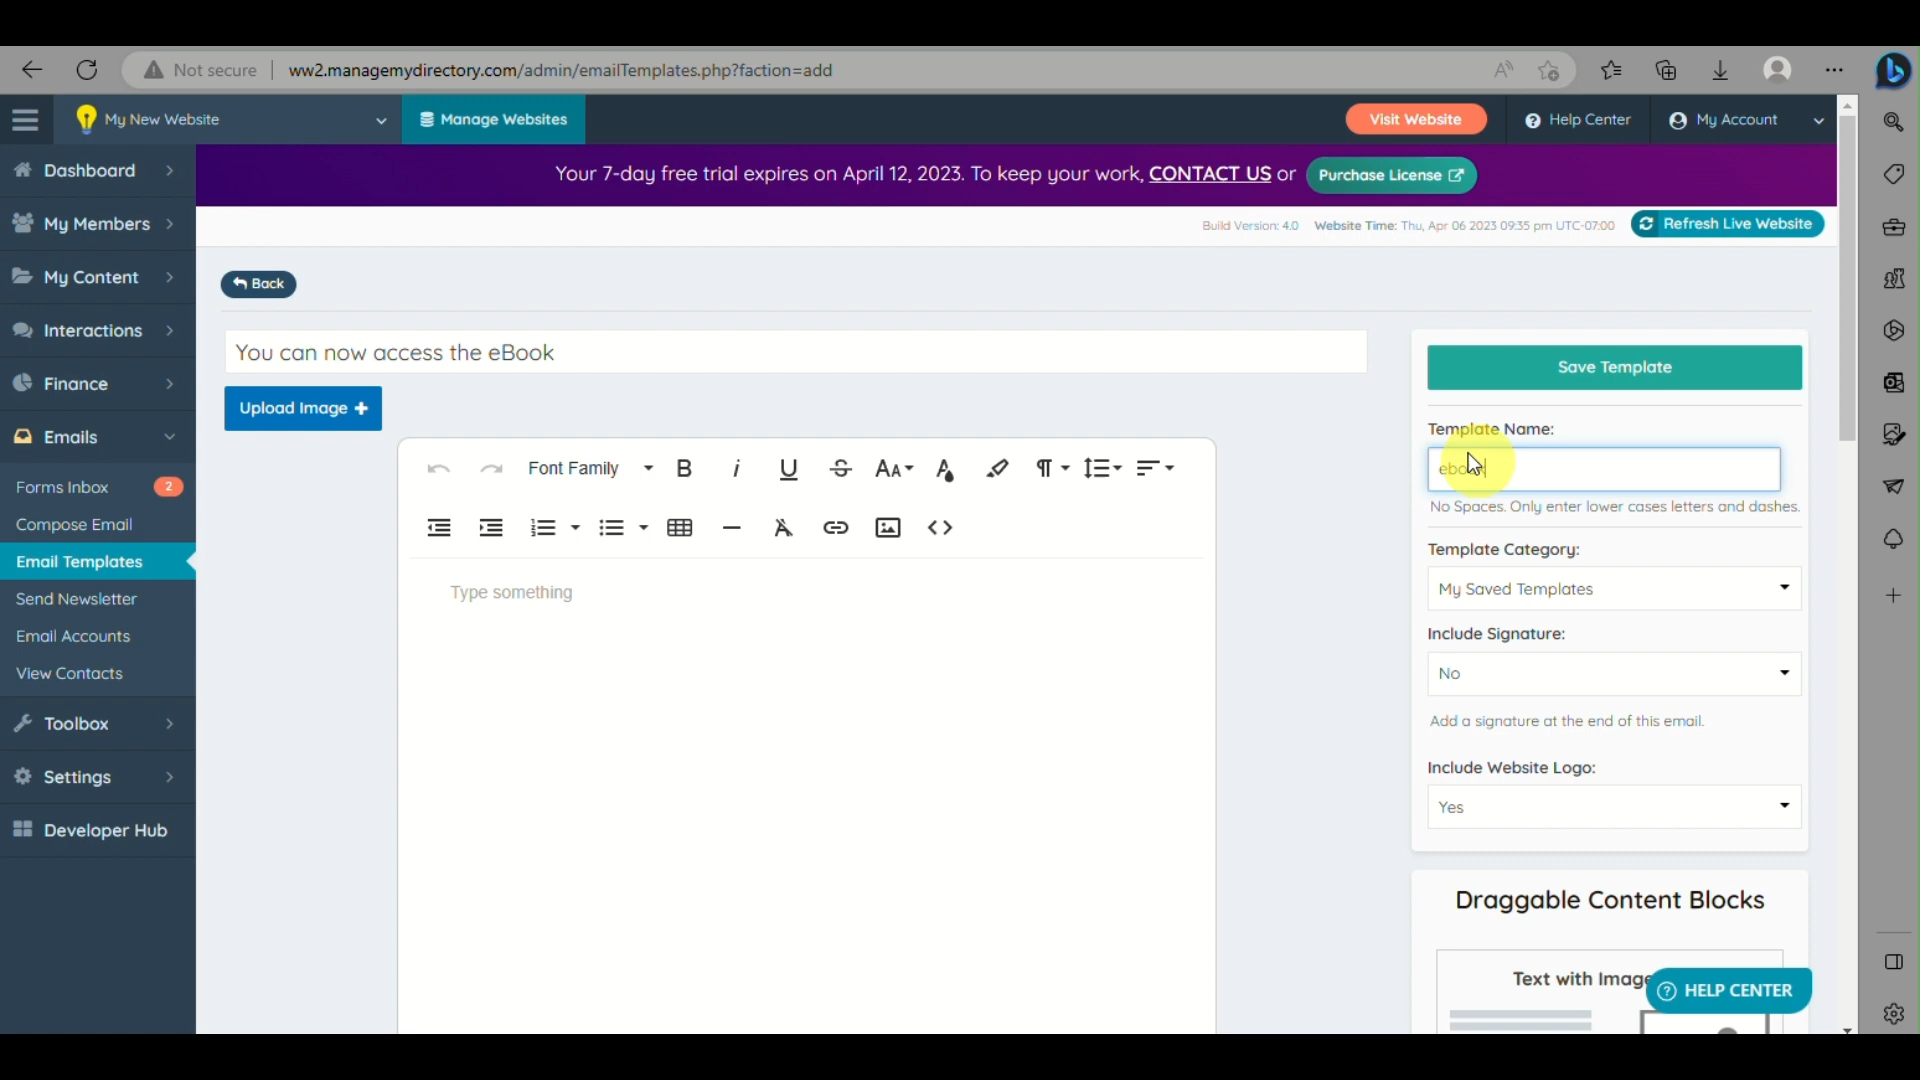 Not secure ww2.managemydirectory.com/admin/emailTemplates.php?faction=add
My New Website Manage Websites Visit Website Help Center My Account
Dashboard
My Members
My Content
Interactions
Finance
Emails
Forms Inbox 2
Compose Email
Email Templates
Send Newsletter
Email Accounts
View Contacts
Toolbox
Settings
Developer Hub
Your 7-day free trial expires on April 12, 2023. To keep your work, CONTACT US or Purchase License
Build Version: 4.0 Website Time: Thu, Apr 06 2023 09:35 pm UTC-07:00 Refresh Live Website
Back
You can now access the eBook
Upload Image
Font Family
Type something
Save Template
Template Name:
No Spaces. Only enter lower cases letters and dashes.
Template Category:
My Saved Templates
Include Signature:
No
Add a signature at the end of this email.
Include Website Logo:
Yes
Draggable Content Blocks
Text with Image
HELP CENTER